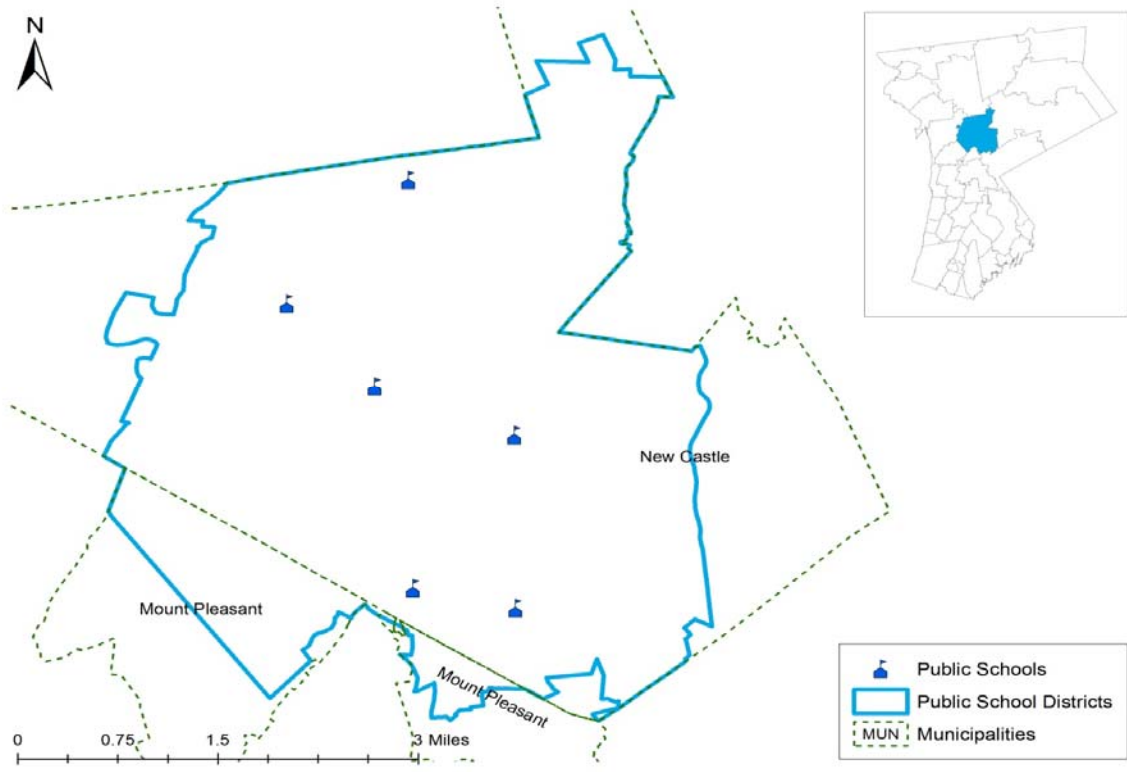 N
New Castle
Mount Pleasant
Mount Pleasant
0 0.75 1.5 3 Miles
Public Schools
Public School Districts
MUN Municipalities